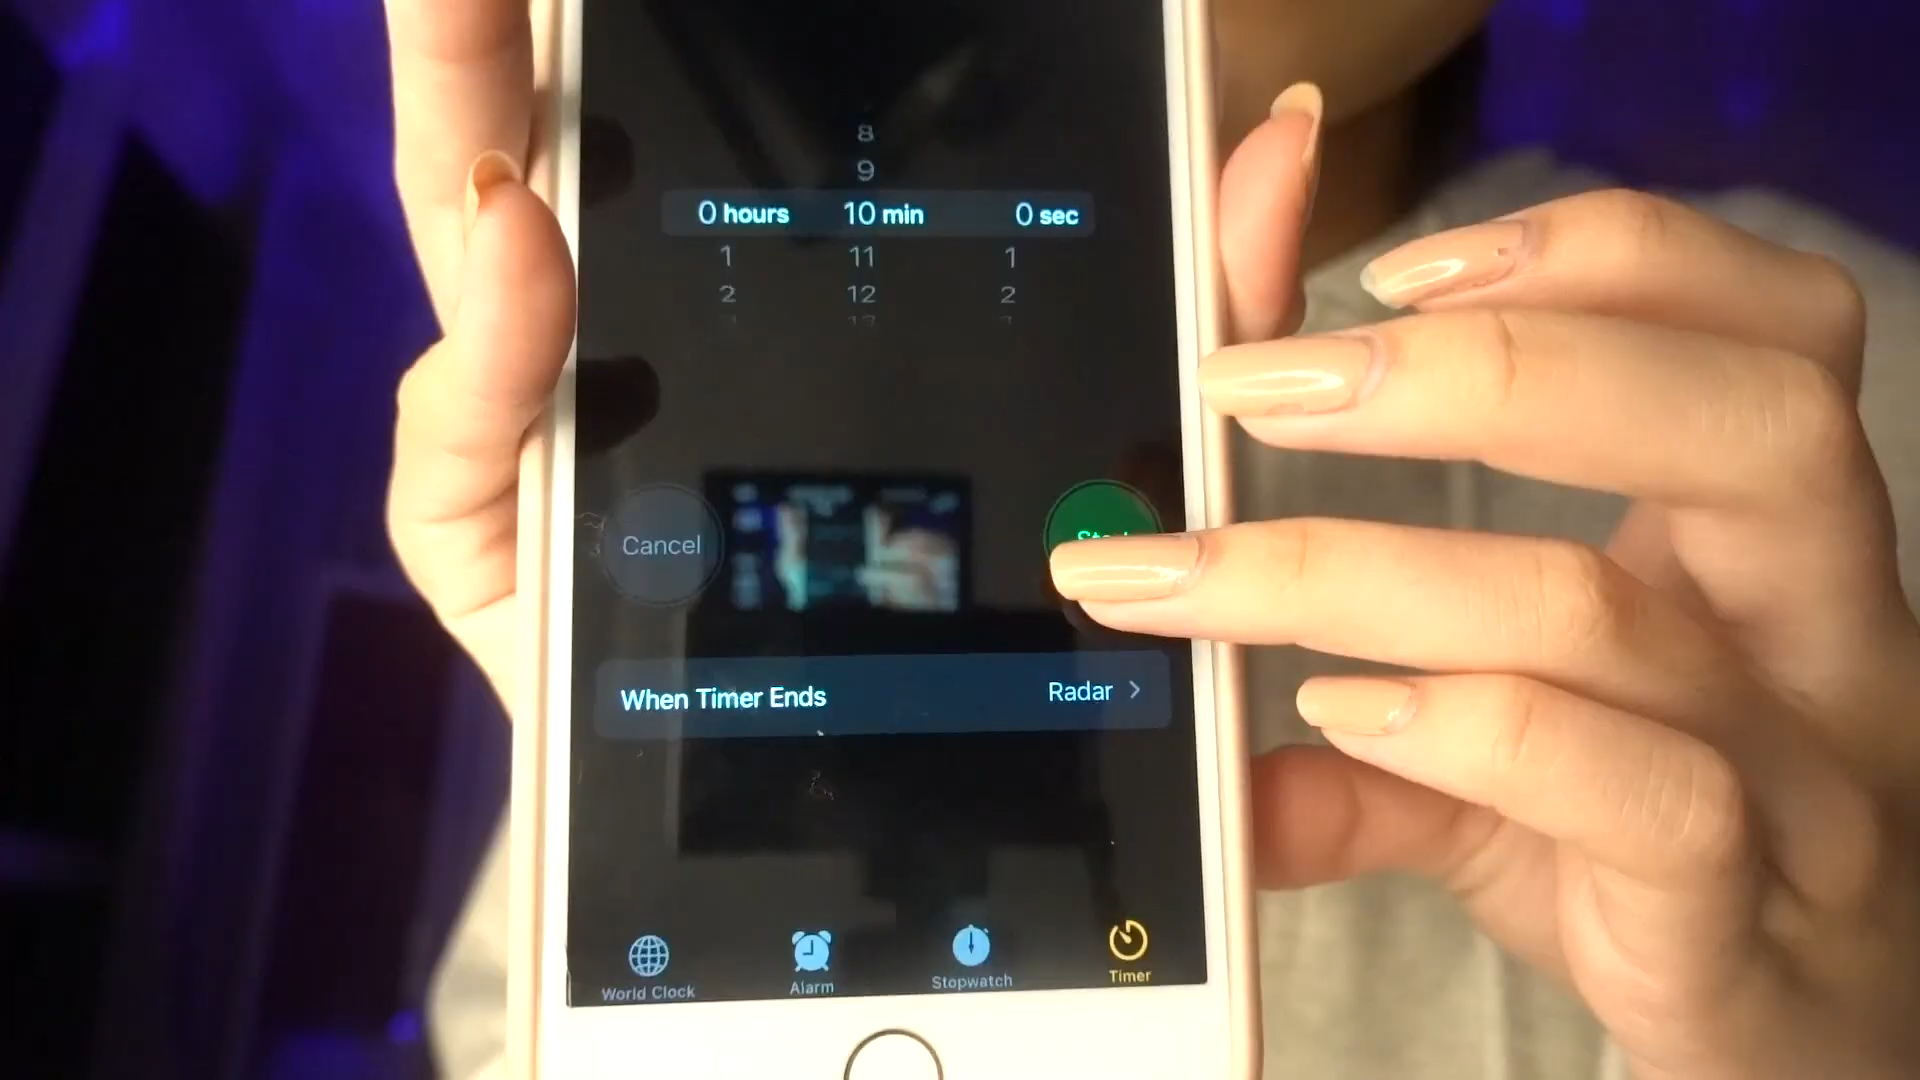 8
9
0 hours 10 min 0 sec
1 11 1
2 12 2
Cancel
When Timer Ends Radar
World Clock Alarm Stopwatch Timer